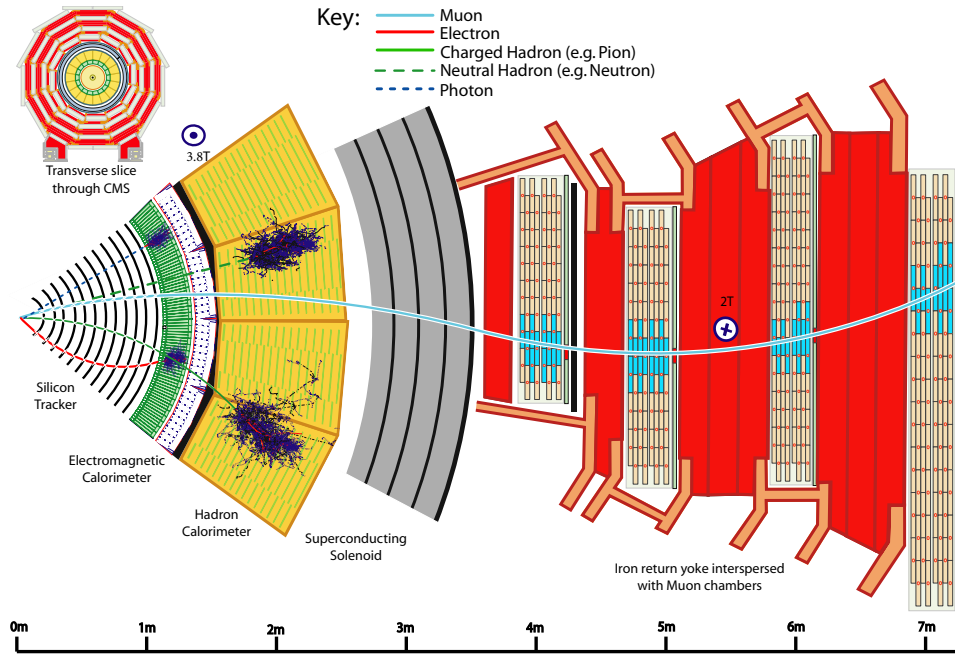 Key:
Muon
Electron
Charged Hadron (e.g. Pion)
Neutral Hadron (e.g. Neutron)
Photon
Transverse slice
through CMS
3.8T
2T
Silicon
Tracker
Electromagnetic
Calorimeter
Hadron
Calorimeter
Superconducting
Solenoid
Iron return yoke interspersed
with Muon chambers
0m 1m 2m 3m 4m 5m 6m 7m